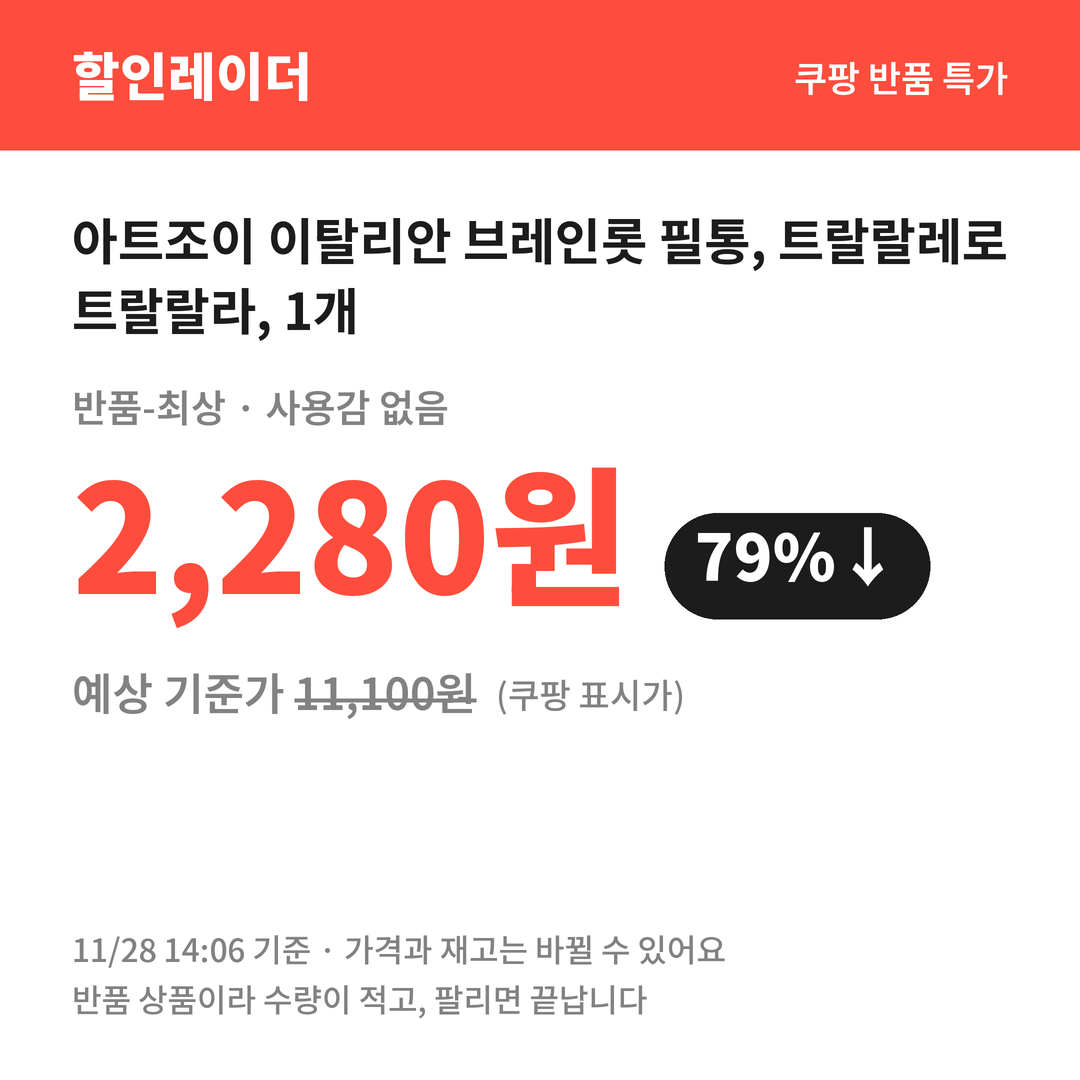 할인레이더
쿠팡 반품 특가
아트조이 이탈리안 브레인롯 필통, 트랄랄레로
트랄랄라, 1개
반품-최상 · 사용감 없음
2,280원
79%↓
예상 기준가 11,100원 (쿠팡 표시가)
11/28 14:06 기준 · 가격과 재고는 바뀔 수 있어요
반품 상품이라 수량이 적고, 팔리면 끝납니다